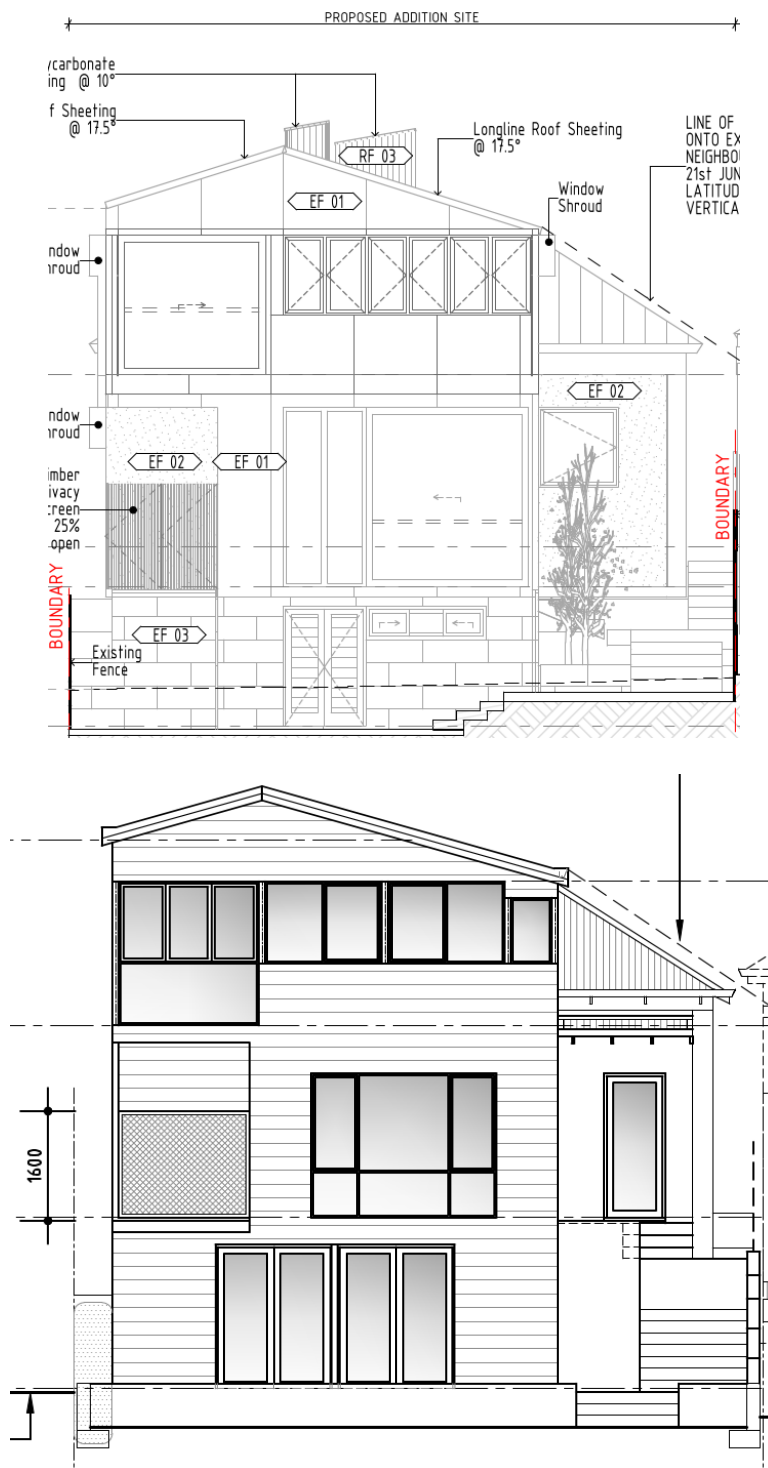 PROPOSED ADDITION SITE
ycarbonate
ing @ 10°
f Sheeting
@ 17.5°
Longline Roof Sheeting
@ 17.5°
LINE OF
ONTO EX
NEIGHBOU
21st JUN
LATITUD
VERTICA
RF 03
EF 01
Window
Shroud
ndow
hroud
EF 02
ndow
hroud
EF 02
EF 01
imber
ivacy
creen
25%
open
BOUNDARY
BOUNDARY
EF 03
Existing
Fence
1600